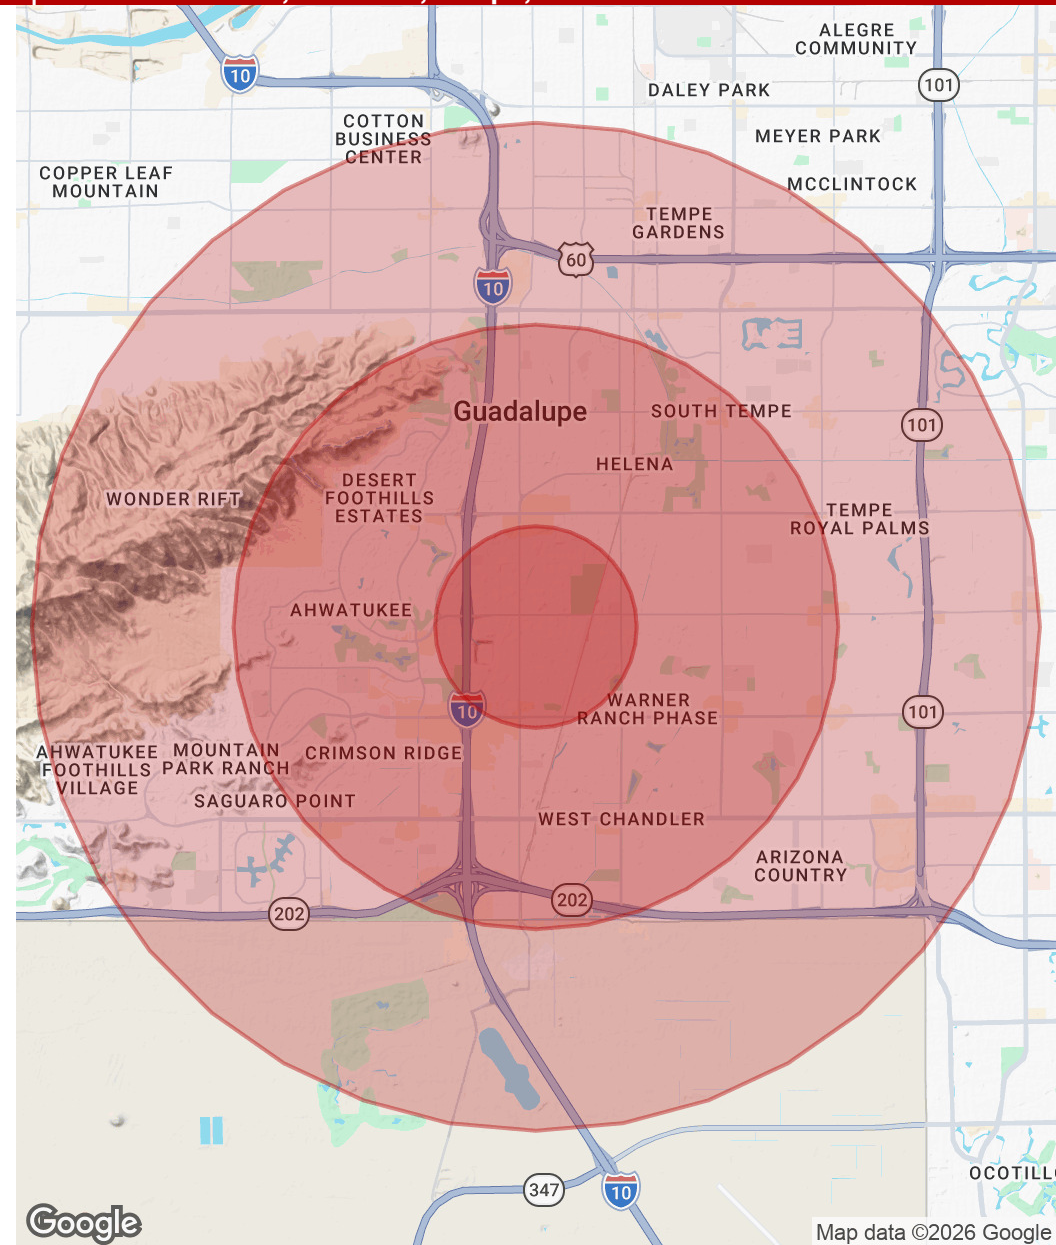 ALEGRE
COMMUNITY
10
101
DALEY PARK
COTTON
BUSINESS
CENTER
MEYER PARK
COPPER LEAF
MOUNTAIN
MCCLINTOCK
TEMPE
GARDENS
60
10
Guadalupe
SOUTH TEMPE
101
HELENA
DESERT
FOOTHILLS
ESTATES
WONDER RIFT
TEMPE
ROYAL PALMS
AHWATUKEE
WARNER
RANCH PHASE
10
101
AHWATUKEE
FOOTHILLS
VILLAGE
MOUNTAIN
PARK RANCH
CRIMSON RIDGE
SAGUARO POINT
WEST CHANDLER
ARIZONA
COUNTRY
202
202
OCOTILLO
347
10
Google
Map data ©2026 Google